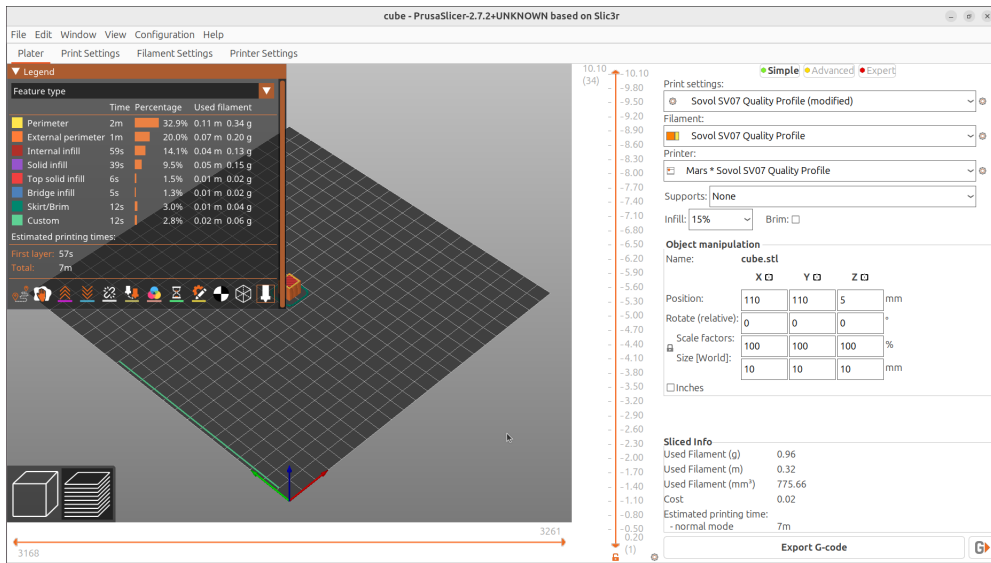 cube - PrusaSlicer-2.7.2+UNKNOWN based on Slic3r
File Edit Window View Configuration Help
Plater Print Settings Filament Settings Printer Settings
Legend
Feature type
Time Percentage Used filament
Perimeter 2m 32.9% 0.11 m 0.34 g
External perimeter 1m 20.0% 0.07 m 0.20 g
Internal infill 59s 14.1% 0.04 m 0.13 g
Solid infill 39s 9.5% 0.05 m 0.15 g
Top solid infill 6s 1.5% 0.01 m 0.02 g
Bridge infill 5s 1.3% 0.01 m 0.02 g
Skirt/Brim 12s 3.0% 0.01 m 0.04 g
Custom 12s 2.8% 0.02 m 0.06 g
Estimated printing times:
First layer: 57s
Total: 7m
3261
3168
10.10
(34)
10.10
9.80
9.50
9.20
8.90
8.60
8.30
8.00
7.70
7.40
7.10
6.80
6.50
6.20
5.90
5.60
5.30
5.00
4.70
4.40
4.10
3.80
3.50
3.20
2.90
2.60
2.30
2.00
1.70
1.40
1.10
0.80
0.50
0.20
(1)
Simple Advanced Expert
Print settings:
Sovol SV07 Quality Profile (modified)
Filament:
Sovol SV07 Quality Profile
Printer:
Mars * Sovol SV07 Quality Profile
Supports: None
Infill: 15% Brim:
Object manipulation
Name: cube.stl
X Y Z
Position: 110 110 5 mm
Rotate (relative): 0 0 0 °
Scale factors: 100 100 100 %
Size [World]: 10 10 10 mm
Inches
Sliced Info
Used Filament (g) 0.96
Used Filament (m) 0.32
Used Filament (mm³) 775.66
Cost 0.02
Estimated printing time:
- normal mode 7m
Export G-code
G